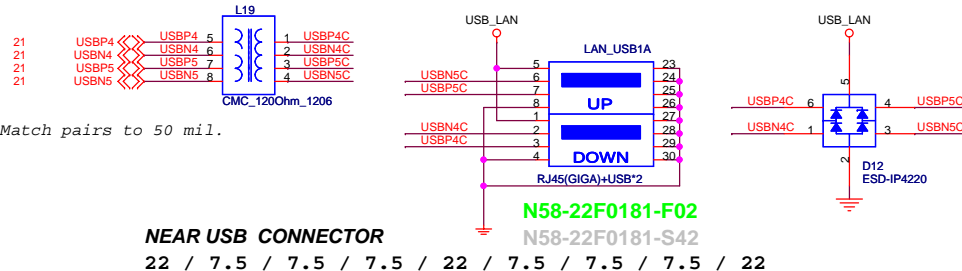 L19
21 USBP4 USBP4 5 1 USBP4C
21 USBN4 USBN4 6 2 USBN4C
21 USBP5 USBP5 7 3 USBP5C
21 USBN5 USBN5 8 4 USBN5C
CMC_120Ohm_1206
Match pairs to 50 mil.
USB_LAN
LAN_USB1A
5 23
USBN5C 6 24
USBP5C 7 25
8 UP 26
1 27
USBN4C 2 28
USBP4C 3 29
4 DOWN 30
RJ45(GIGA)+USB*2
N58-22F0181-F02
N58-22F0181-S42
USB_LAN
5
USBP4C 6 4 USBP5C
USBN4C 1 3 USBN5C
2
D12
ESD-IP4220
NEAR USB CONNECTOR
22 / 7.5 / 7.5 / 7.5 / 22 / 7.5 / 7.5 / 7.5 / 22